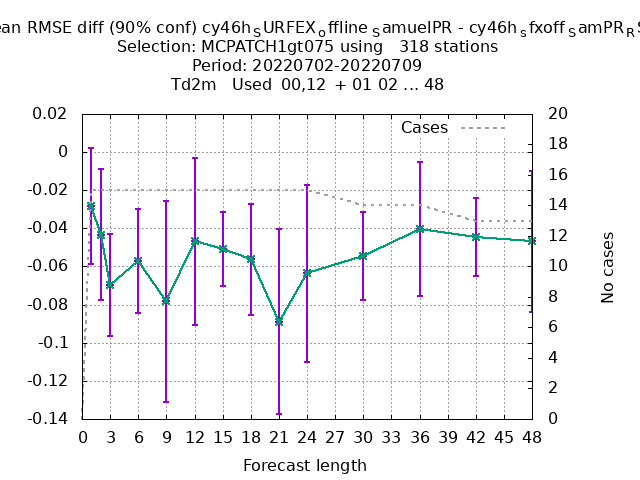 ean RMSE diff (90% conf) cy46h_SURFEX_offline_SamuelPR - cy46h_sfxoff_SamPR_RS
Selection: MCPATCH1gt075 using   318 stations
Period: 20220702-20220709
Td2m   Used  00,12  + 01 02 ... 48
0.02
0
-0.02
-0.04
-0.06
-0.08
-0.1
-0.12
-0.14
0 3 6 9 12 15 18 21 24 27 30 33 36 39 42 45 48
20
18
16
14
12
10
8
6
4
2
0
Cases
No cases
Forecast length